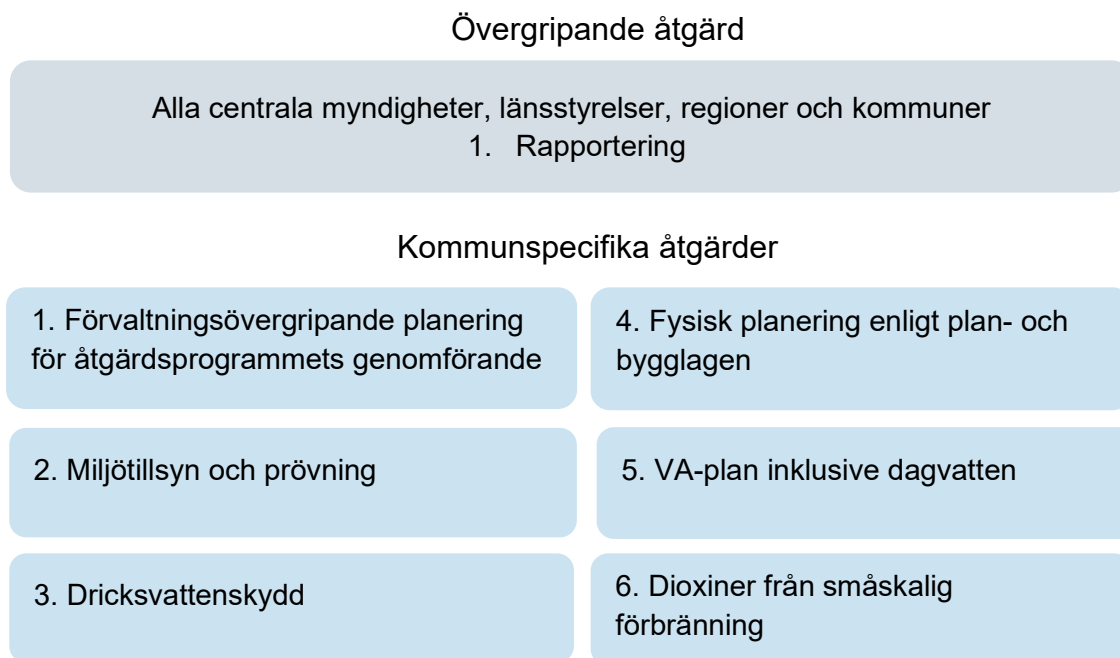 Övergripande åtgärd
Alla centrala myndigheter, länsstyrelser, regioner och kommuner
1. Rapportering
Kommunspecifika åtgärder
1. Förvaltningsövergripande planering
för åtgärdsprogrammets genomförande
2. Miljötillsyn och prövning
3. Dricksvattenskydd
4. Fysisk planering enligt plan- och
bygglagen
5. VA-plan inklusive dagvatten
6. Dioxiner från småskalig
förbränning